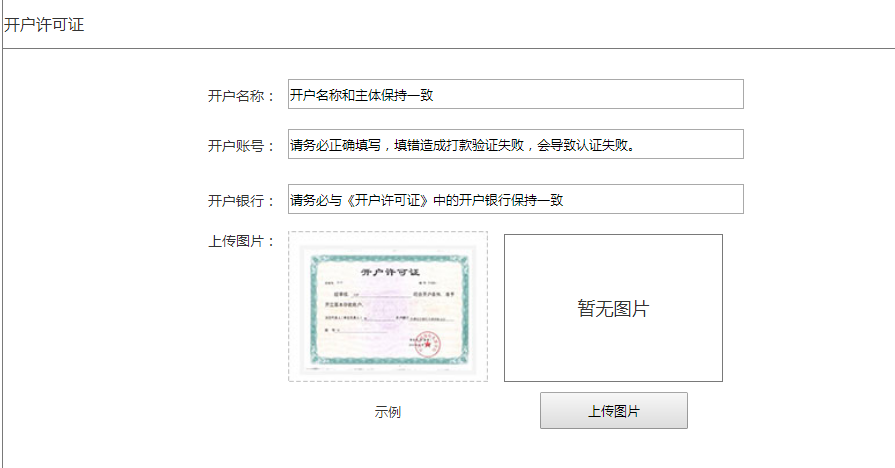 开户许可证
开户名称：
开户名称和主体保持一致
开户账号：
请务必正确填写，填错造成打款验证失败，会导致认证失败。
开户银行：
请务必与《开户许可证》中的开户银行保持一致
上传图片：
开户许可证
暂无图片
示例
上传图片